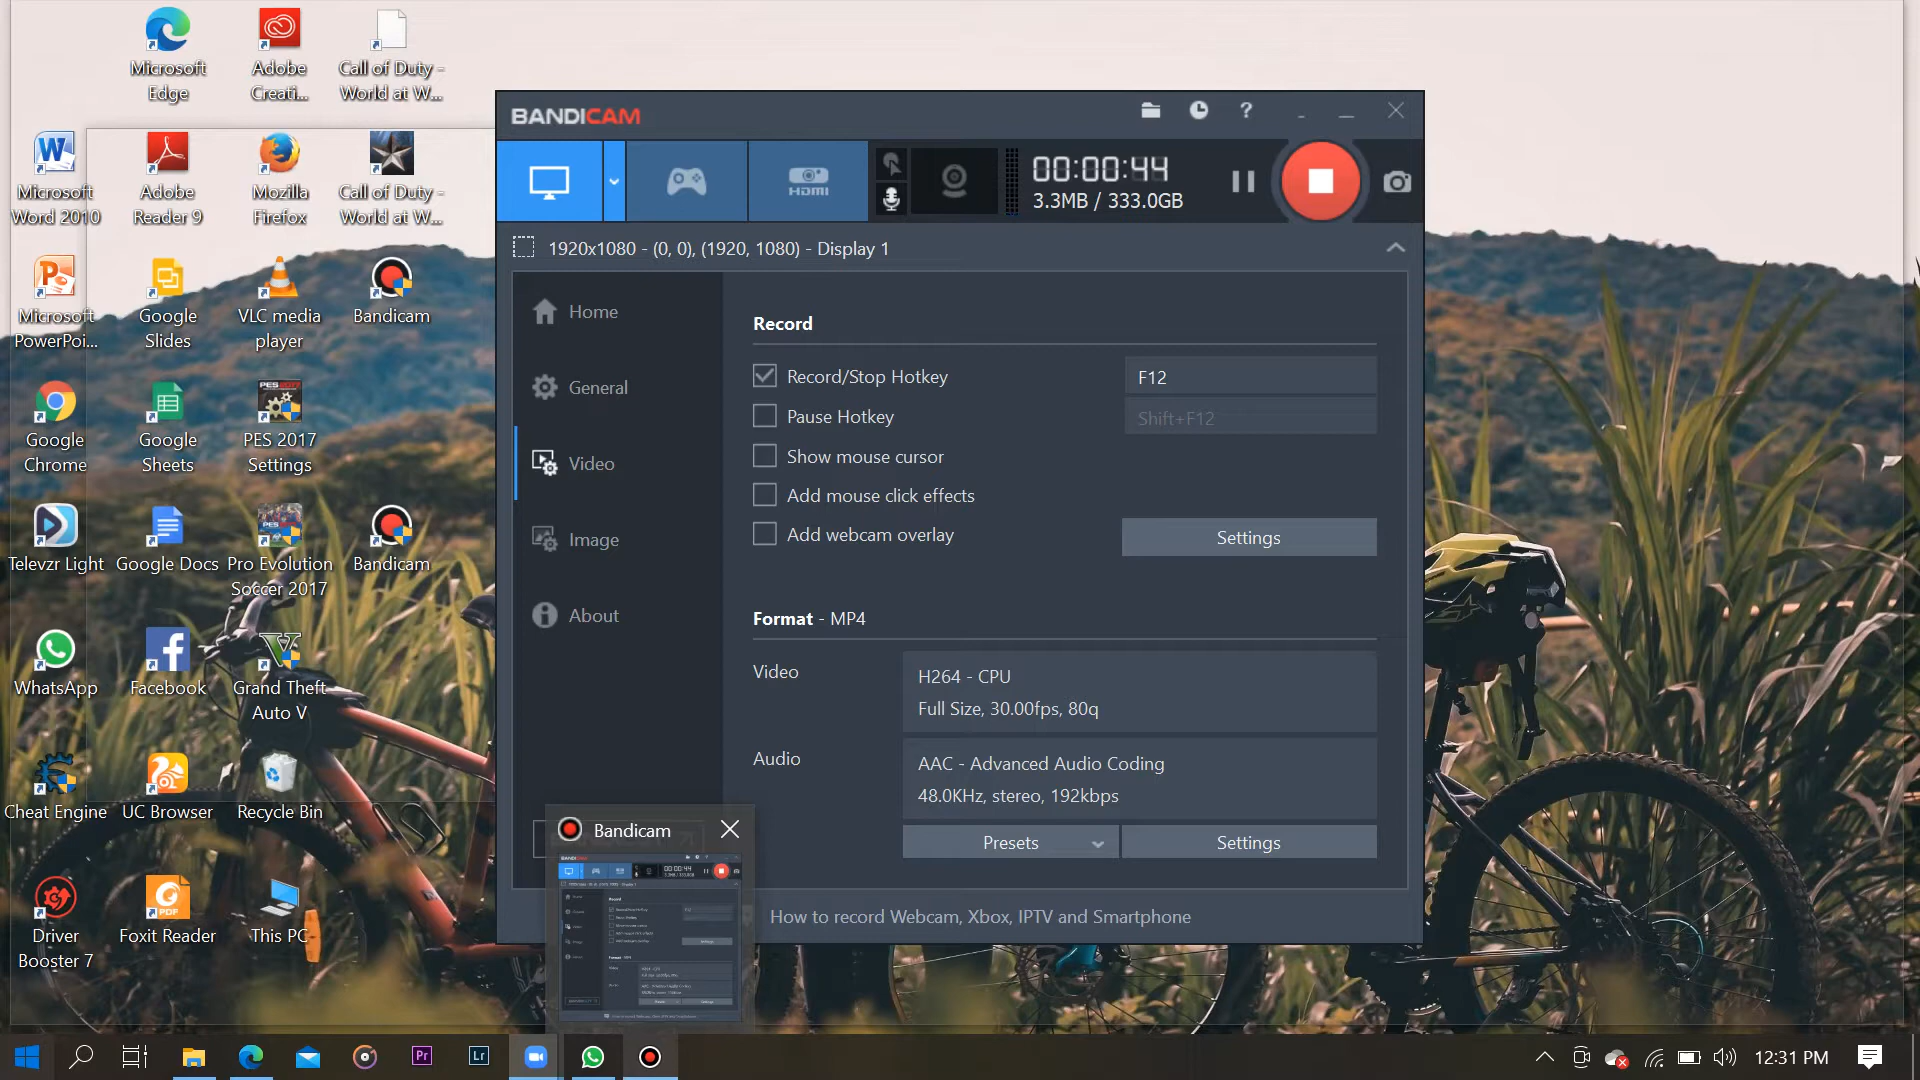 Microsoft
Edge
Adobe
Creati...
Call of Duty -
World at W...
Microsoft
Word 2010
Adobe
Reader 9
Mozilla
Firefox
Call of Duty -
World at W...
Microsoft
PowerPoi...
Google
Slides
VLC media
player
Bandicam
Google
Chrome
Google
Sheets
PES 2017
Settings
Televzr Light
Google Docs
Pro Evolution
Soccer 2017
Bandicam
WhatsApp
Facebook
Grand Theft
Auto V
Cheat Engine
UC Browser
Recycle Bin
Driver
Booster 7
Foxit Reader
This PC
BANDICAM
?
HDMI
00:00:44
3.3MB / 333.0GB
1920x1080 - (0, 0), (1920, 1080) - Display 1
Home
General
Video
Image
About
Record
Record/Stop Hotkey
F12
Pause Hotkey
Shift+F12
Show mouse cursor
Add mouse click effects
Add webcam overlay
Settings
Format - MP4
Video
H264 - CPU
Full Size, 30.00fps, 80q
Audio
AAC - Advanced Audio Coding
48.0KHz, stereo, 192kbps
Presets
Settings
How to record Webcam, Xbox, IPTV and Smartphone
Bandicam
Pr
Lr
12:31 PM